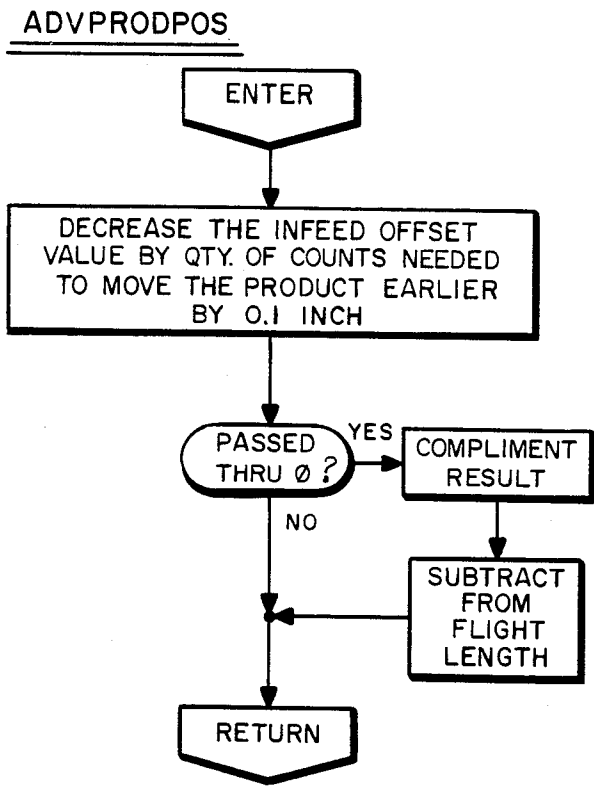 ADVPRODPOS
ENTER
DECREASE THE INFEED OFFSET
VALUE BY QTY. OF COUNTS NEEDED
TO MOVE THE PRODUCT EARLIER
BY 0.1 INCH
PASSED
THRU Ø ?
YES
COMPLIMENT
RESULT
NO
SUBTRACT
FROM
FLIGHT
LENGTH
RETURN